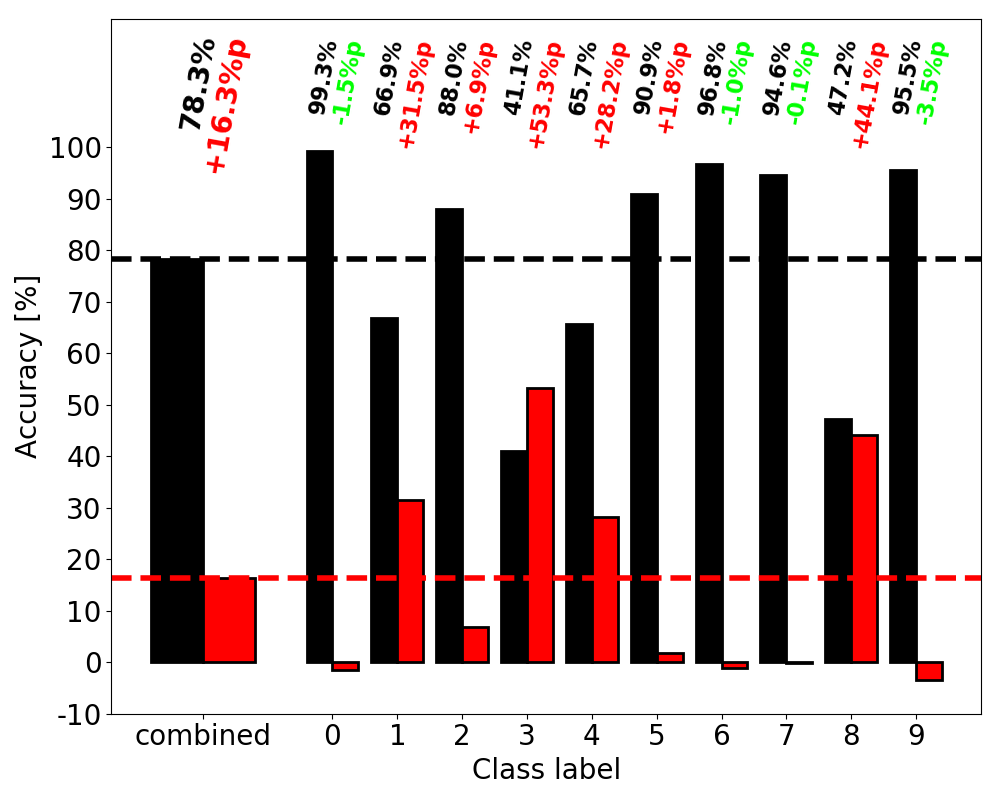 78.3%
+16.3%p
99.3%
-1.5%p
66.9%
+31.5%p
88.0%
+6.9%p
41.1%
+53.3%p
65.7%
+28.2%p
90.9%
+1.8%p
96.8%
-1.0%p
94.6%
-0.1%p
47.2%
+44.1%p
95.5%
-3.5%p
Accuracy [%]
100
90
80
70
60
50
40
30
20
10
0
-10
combined 0 1 2 3 4 5 6 7 8 9
Class label